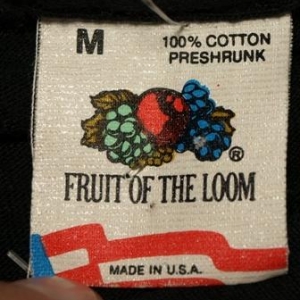 M
100% COTTON
PRESHRUNK
®
FRUIT OF THE LOOM
MADE IN U.S.A.